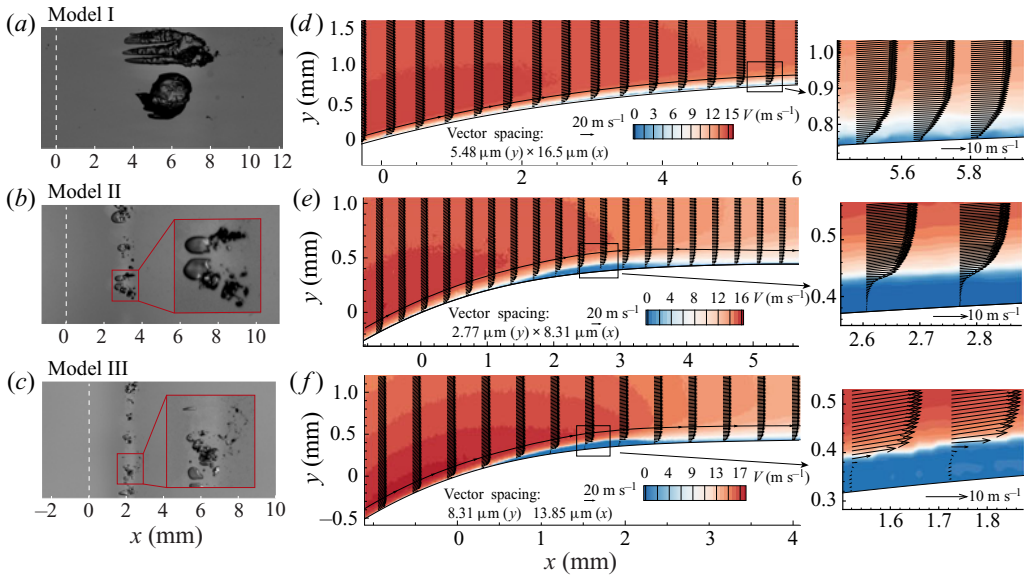 Model I
(a)
0 2 4 6 8 10 12
Model II
(b)
0 2 4 6 8 10
Model III
(c)
−2 0 2 4 6 8 10
x (mm)
(d)
y (mm)
1.5
1.0
0.5
0
Vector spacing:
5.48 μm (y) × 16.5 μm (x)
20 m s–1
0 3 6 9 12 15 V (m s–1)
0 2 4 6
1.0
0.9
0.8
10 m s–1
5.6 5.8
(e)
y (mm)
1.0
0.5
0
Vector spacing:
2.77 μm (y) × 8.31 μm (x)
20 m s–1
0 4 8 12 16 V (m s–1)
0 1 2 3 4 5
0.5
0.4
10 m s–1
2.6 2.7 2.8
(f)
y (mm)
1.0
0.5
0
−0.5
Vector spacing:
8.31 μm (y) 13.85 μm (x)
20 m s–1
0 4 9 13 17 V (m s–1)
0 1 2 3 4
x (mm)
0.5
0.4
0.3
10 m s–1
1.6 1.7 1.8